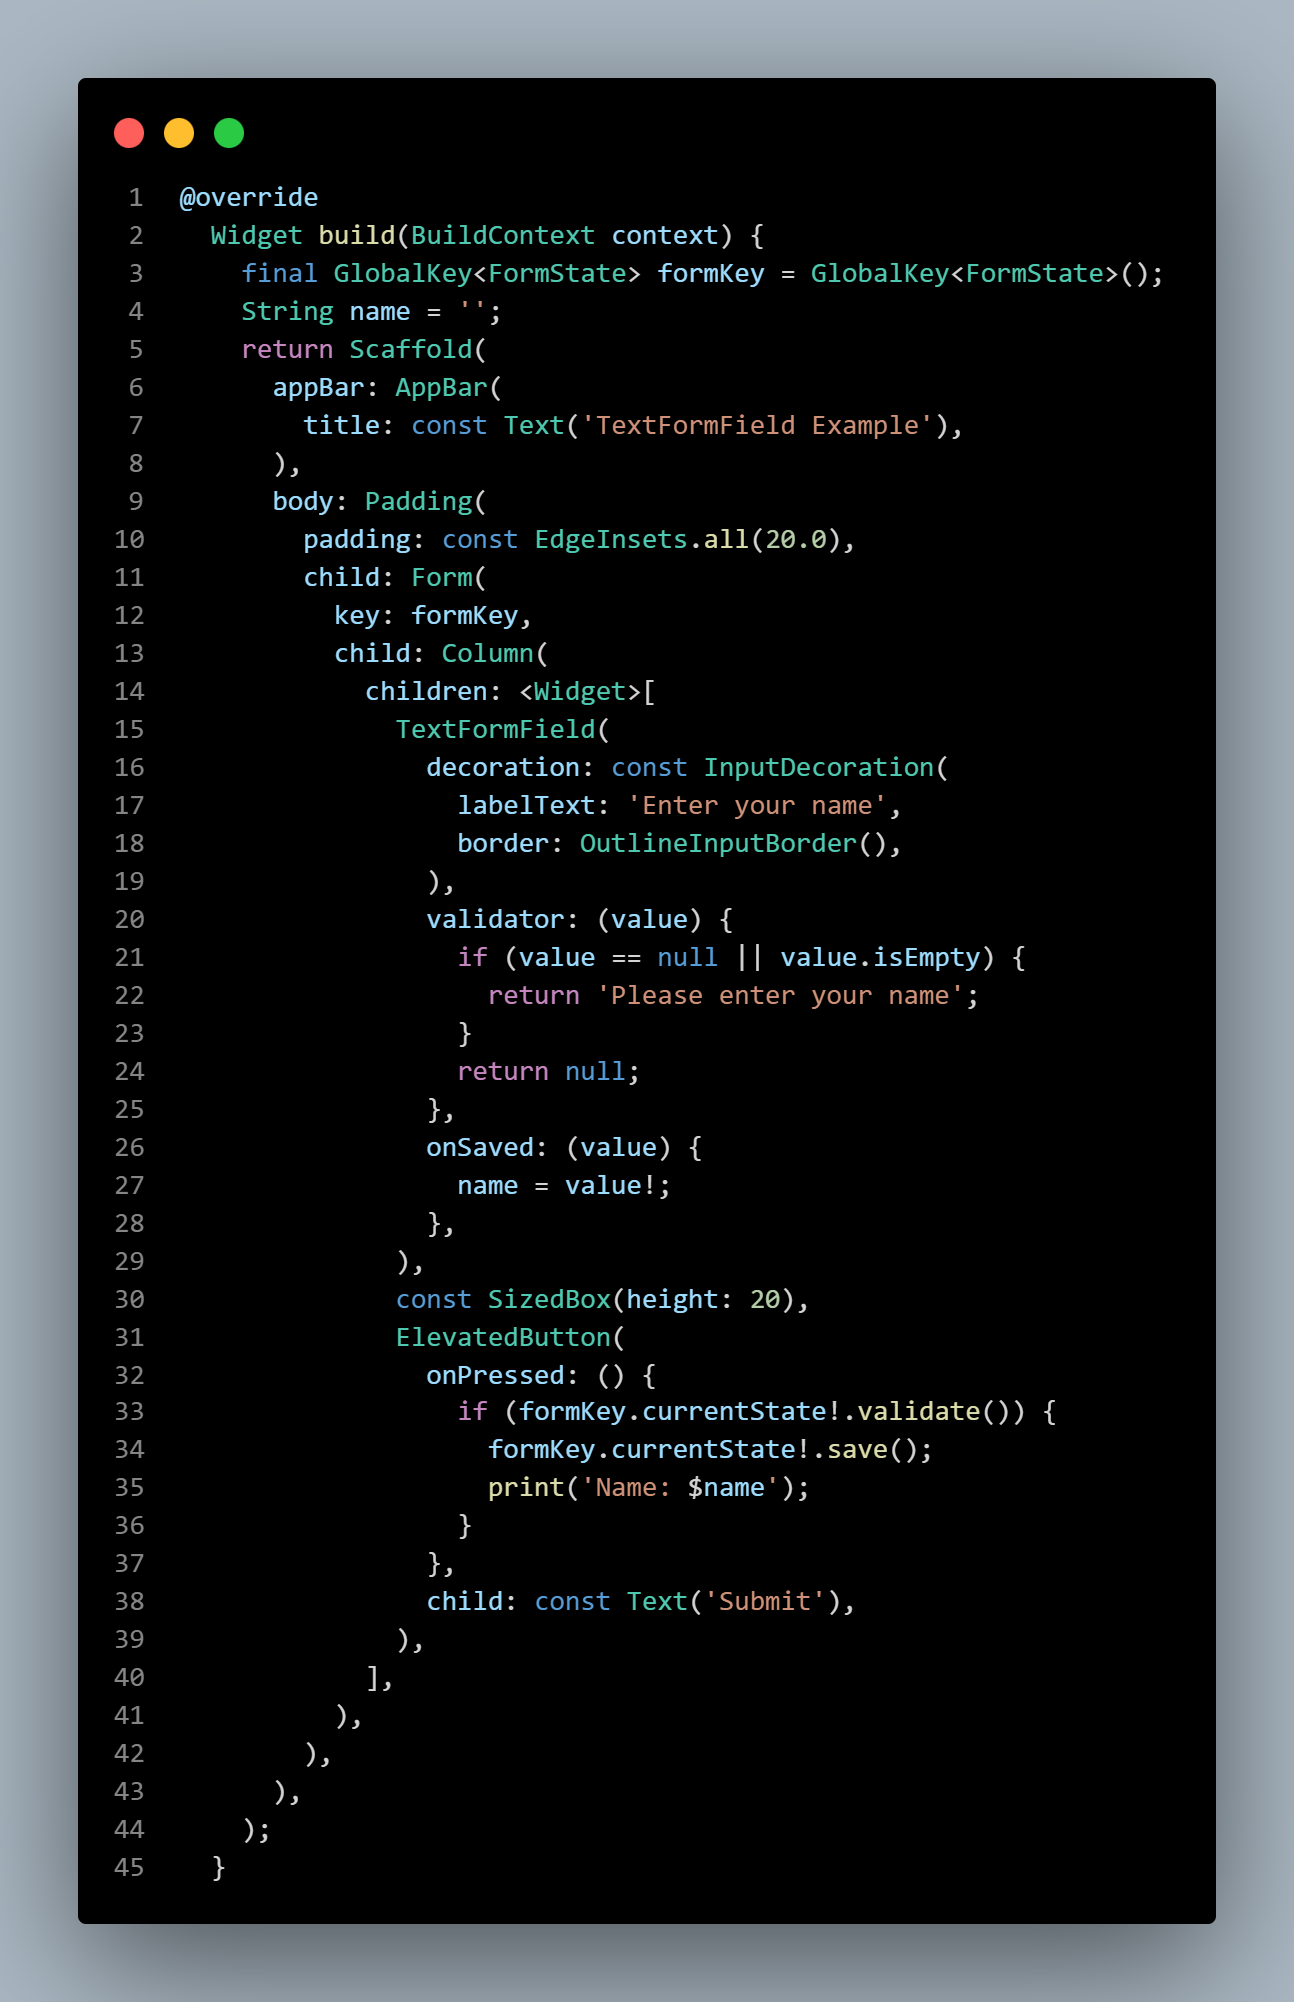 1 @override
2   Widget build(BuildContext context) {
3     final GlobalKey<FormState> formKey = GlobalKey<FormState>();
4     String name = '';
5     return Scaffold(
6       appBar: AppBar(
7         title: const Text('TextFormField Example'),
8       ),
9       body: Padding(
10         padding: const EdgeInsets.all(20.0),
11         child: Form(
12           key: formKey,
13           child: Column(
14             children: <Widget>[
15               TextFormField(
16                 decoration: const InputDecoration(
17                   labelText: 'Enter your name',
18                   border: OutlineInputBorder(),
19                 ),
20                 validator: (value) {
21                   if (value == null || value.isEmpty) {
22                     return 'Please enter your name';
23                   }
24                   return null;
25                 },
26                 onSaved: (value) {
27                   name = value!;
28                 },
29               ),
30               const SizedBox(height: 20),
31               ElevatedButton(
32                 onPressed: () {
33                   if (formKey.currentState!.validate()) {
34                     formKey.currentState!.save();
35                     print('Name: $name');
36                   }
37                 },
38                 child: const Text('Submit'),
39               ),
40             ],
41           ),
42         ),
43       ),
44     );
45   }